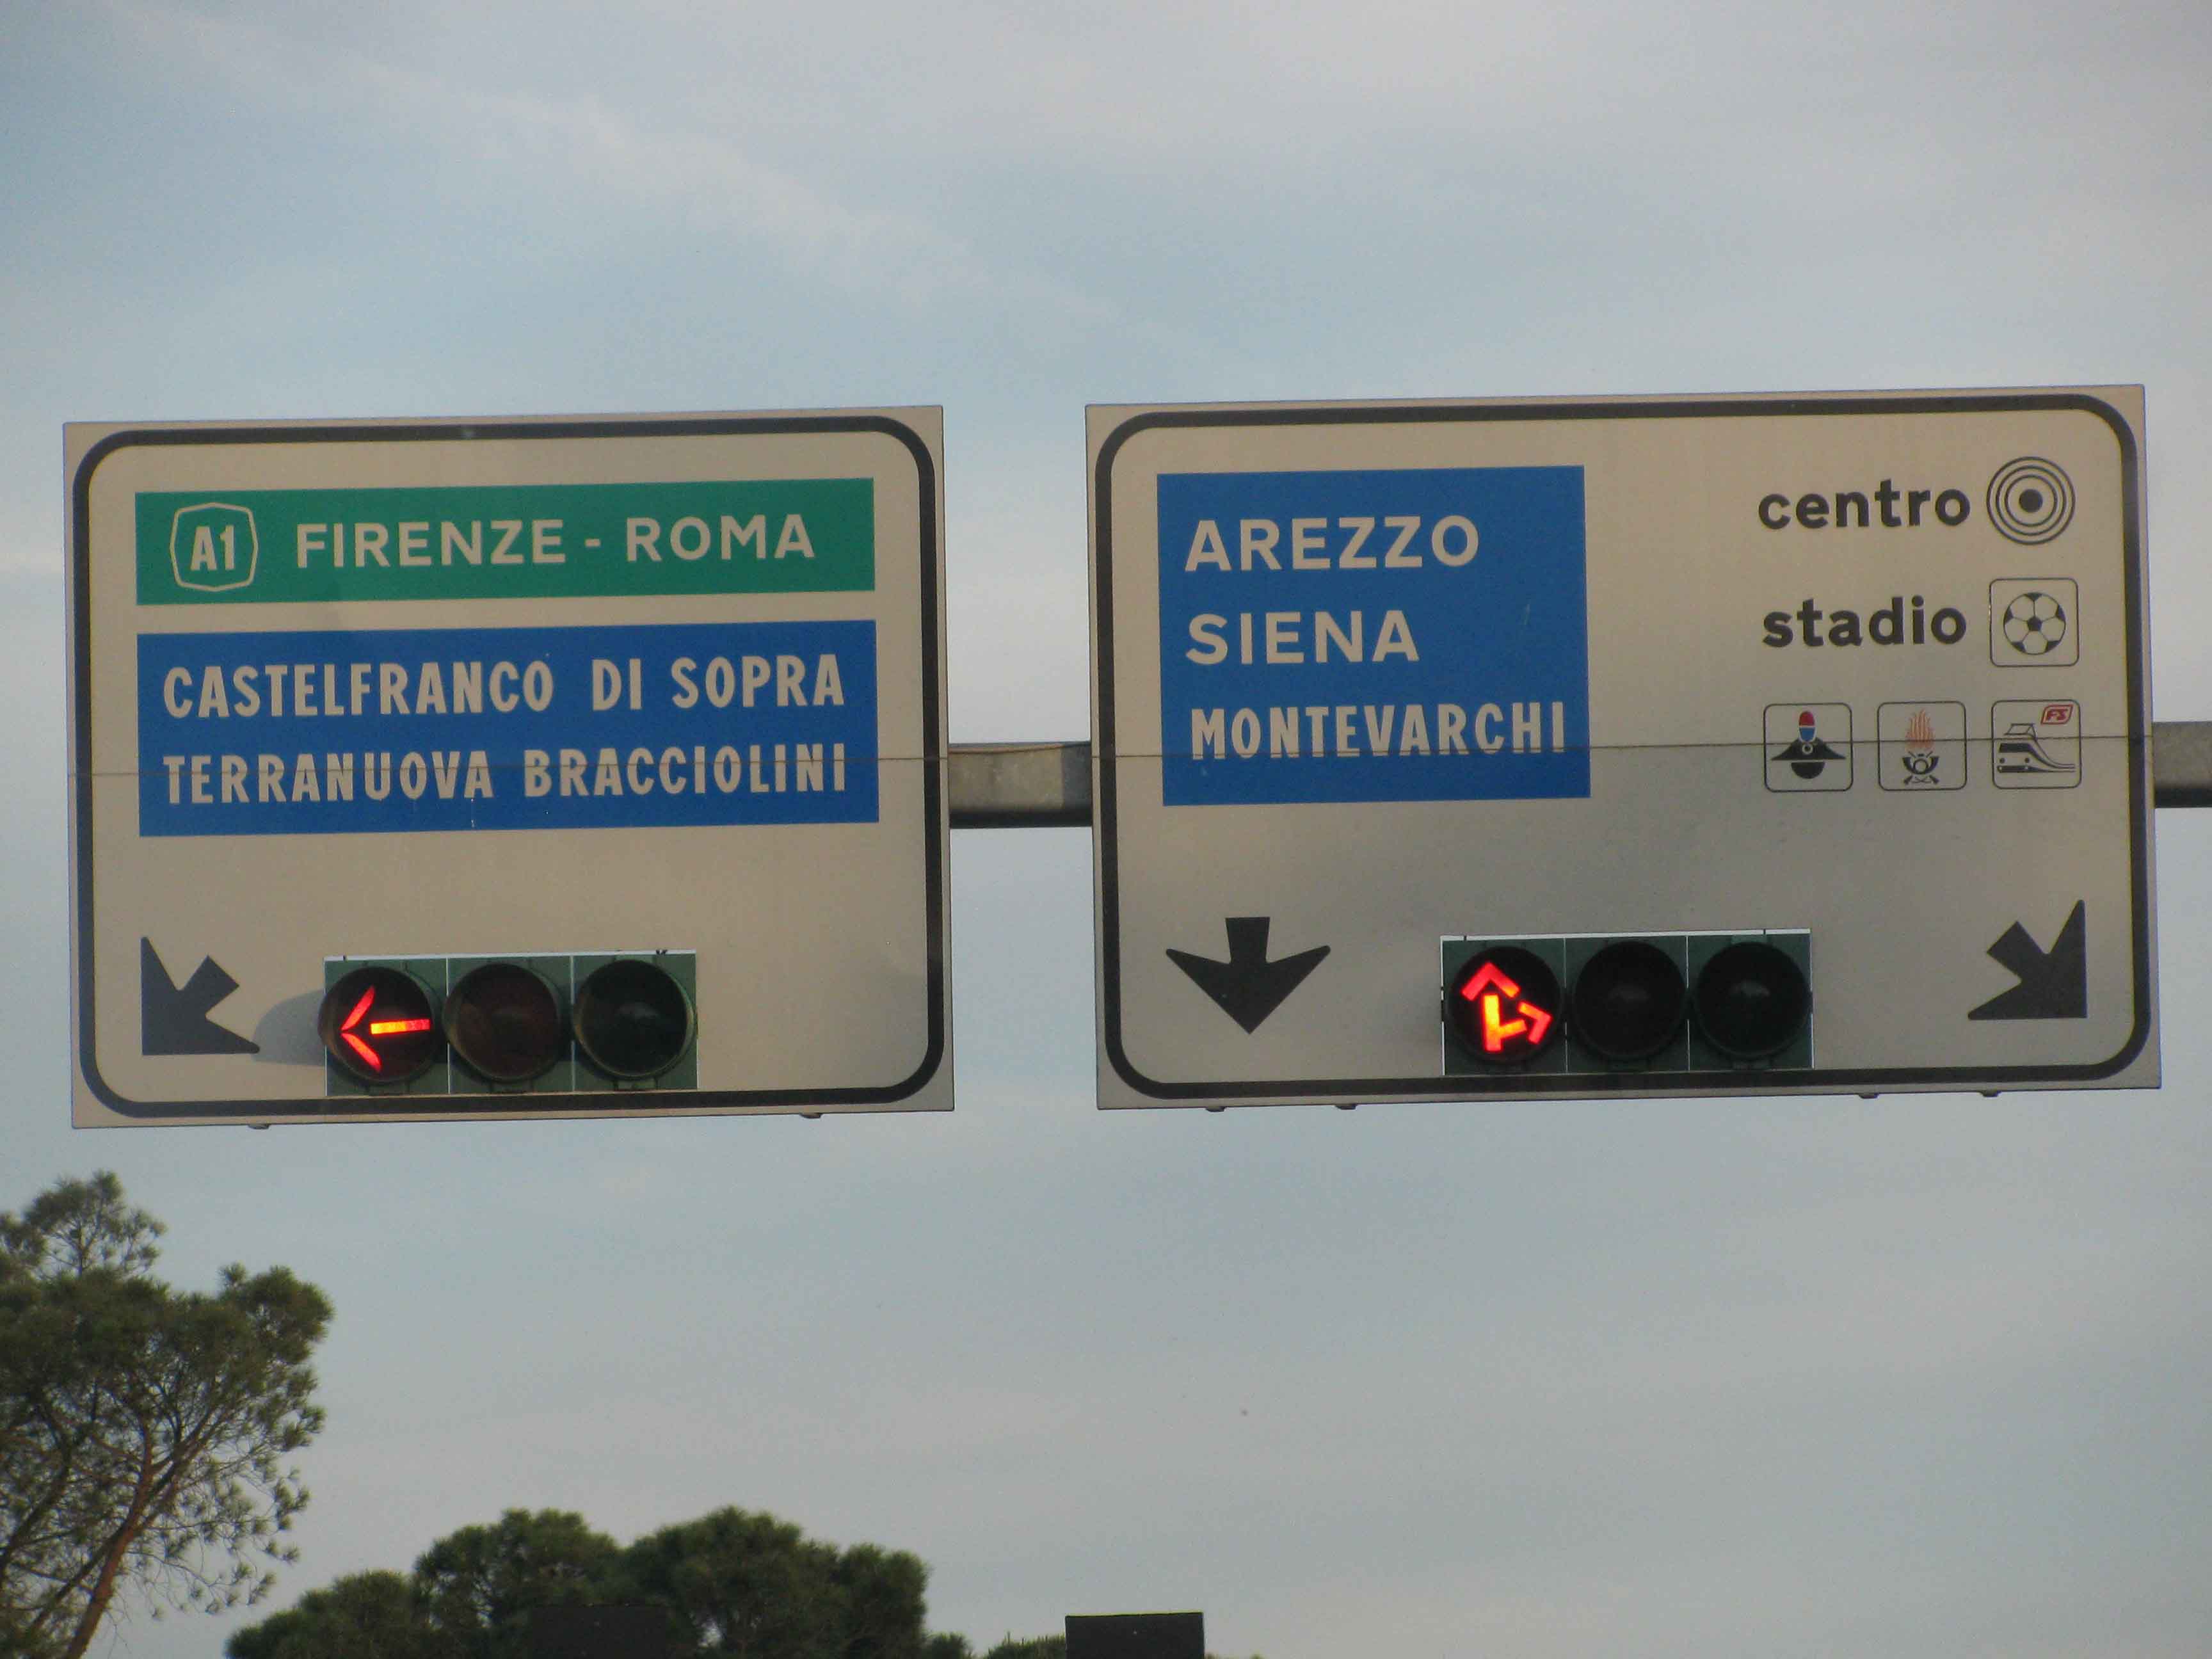 A1 FIRENZE - ROMA
CASTELFRANCO DI SOPRA
TERRANUOVA BRACCIOLINI
AREZZO
SIENA
MONTEVARCHI
centro
stadio
FS